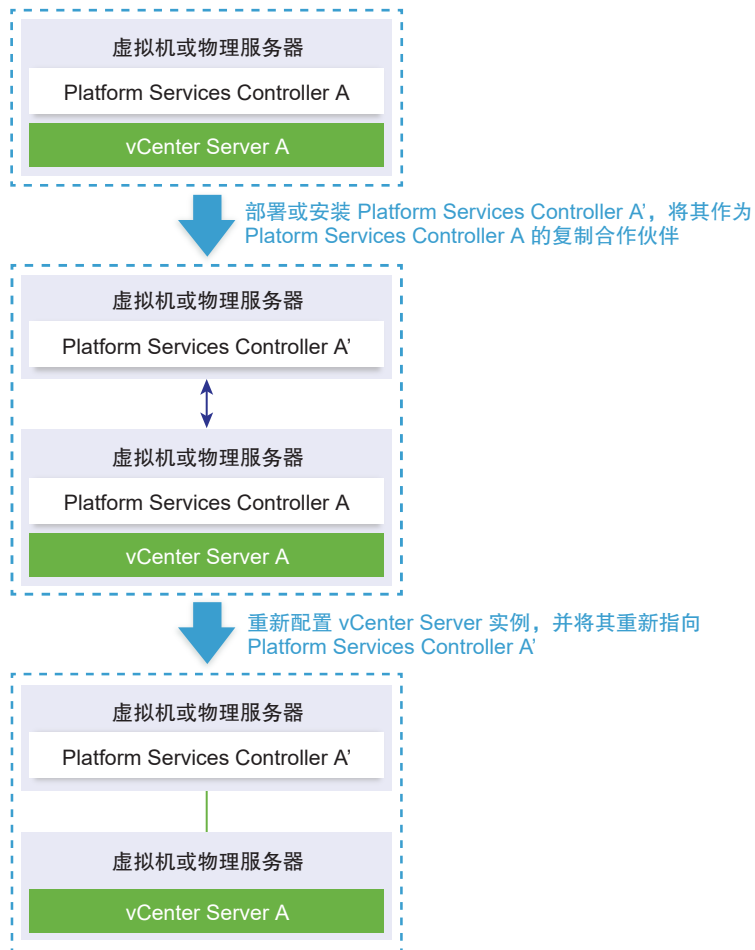 虚拟机或物理服务器
Platform Services Controller A
vCenter Server A
部署或安装 Platform Services Controller A’，将其作为
Platorm Services Controller A 的复制合作伙伴
虚拟机或物理服务器
Platform Services Controller A’
虚拟机或物理服务器
Platform Services Controller A
vCenter Server A
重新配置 vCenter Server 实例，并将其重新指向
Platform Services Controller A’
虚拟机或物理服务器
Platform Services Controller A’
虚拟机或物理服务器
vCenter Server A